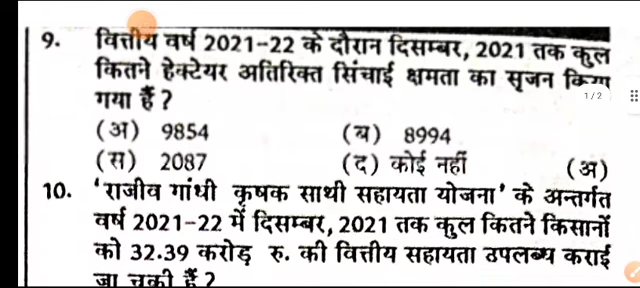 9. वित्तीय वर्ष 2021-22 के दौरान दिसम्बर, 2021 तक कुल
कितने हेक्टेयर अतिरिक्त सिंचाई क्षमता का सृजन किया
1/2
गया हैं ?
(अ) 9854 (ब) 8994
(स) 2087 (द) कोई नहीं (अ)
10. 'राजीव गांधी कृषक साथी सहायता योजना' के अन्तर्गत
वर्ष 2021-22 में दिसम्बर, 2021 तक कुल कितने किसानों
को 32.39 करोड़ रु. की वित्तीय सहायता उपलब्ध कराई
जा चुकी हैं ?